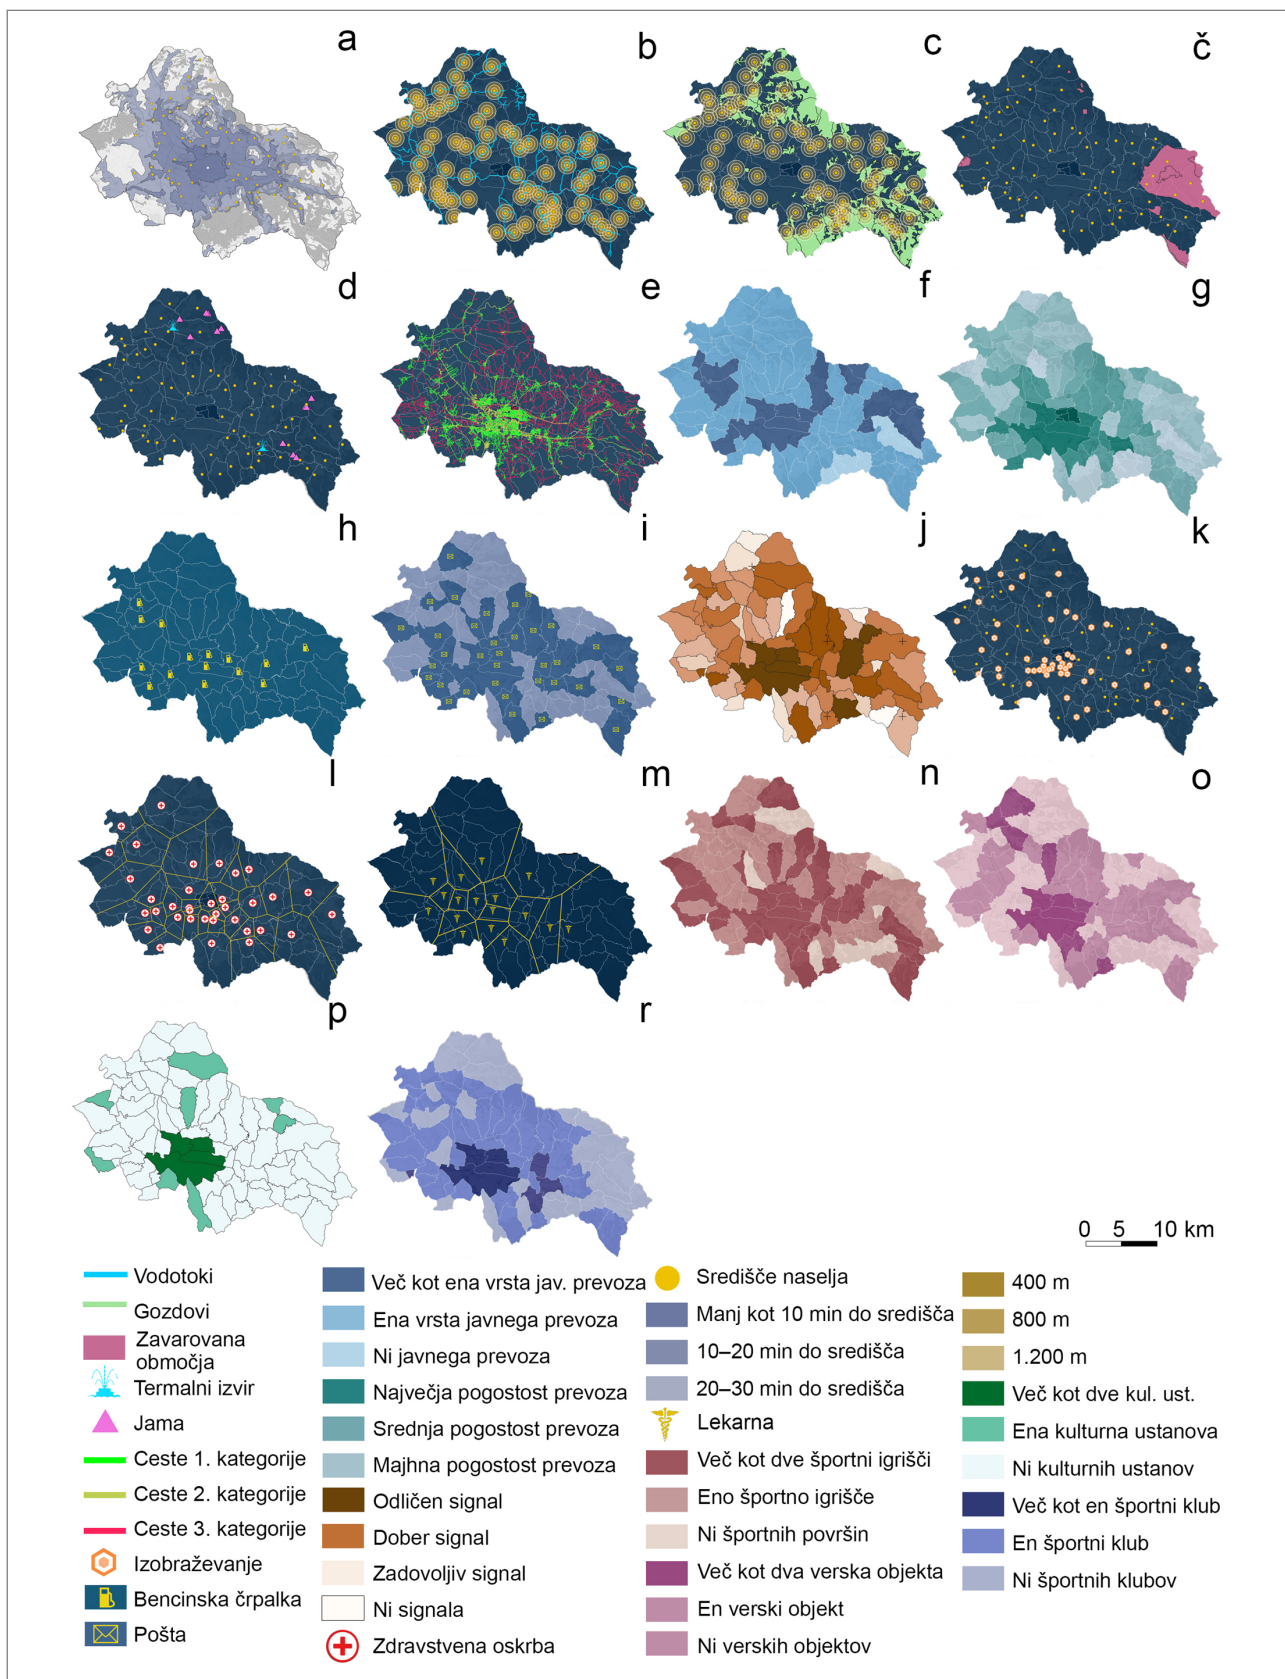 a
b
c
č
d
e
f
g
h
i
j
k
l
m
n
o
p
r
0 5 10 km
Vodotoki
Gozdovi
Zavarovana
območja
Termalni izvir
Jama
Ceste 1. kategorije
Ceste 2. kategorije
Ceste 3. kategorije
Izobraževanje
Bencinska črpalka
Pošta
Več kot ena vrsta jav. prevoza
Ena vrsta javnega prevoza
Ni javnega prevoza
Največja pogostost prevoza
Srednja pogostost prevoza
Majhna pogostost prevoza
Odličen signal
Dober signal
Zadovoljiv signal
Ni signala
Zdravstvena oskrba
Središče naselja
Manj kot 10 min do središča
10–20 min do središča
20–30 min do središča
Lekarna
Več kot dve športni igrišči
Eno športno igrišče
Ni športnih površin
Več kot dva verska objekta
En verski objekt
Ni verskih objektov
400 m
800 m
1.200 m
Več kot dve kul. ust.
Ena kulturna ustanova
Ni kulturnih ustanov
Več kot en športni klub
En športni klub
Ni športnih klubov